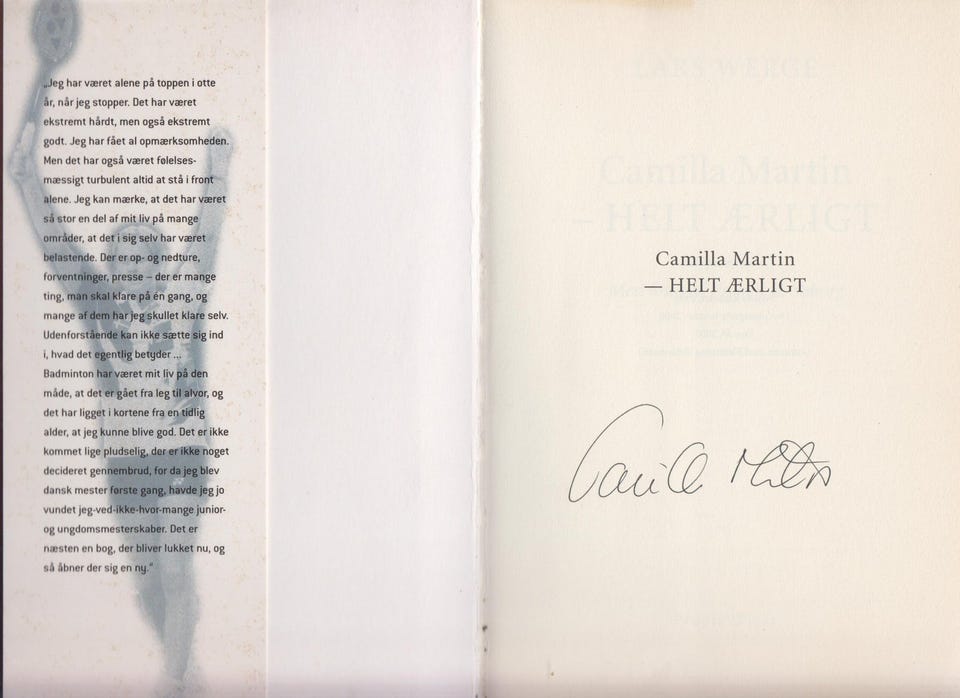 „Jeg har været alene på toppen i otte
år, når jeg stopper. Det har været
ekstremt hårdt, men også ekstremt
godt. Jeg har fået al opmærksomheden.
Men det har også været følelses-
mæssigt turbulent altid at stå i front
alene. Jeg kan mærke, at det har været
så stor en del af mit liv på mange
områder, at det i sig selv har været
belastende. Der er op- og nedture,
forventninger, presse – der er mange
ting, man skal klare på én gang, og
mange af dem har jeg skullet klare selv.
Udenforstående kan ikke sætte sig ind
i, hvad det egentlig betyder ...
Badminton har været mit liv på den
måde, at det er gået fra leg til alvor, og
det har ligget i kortene fra en tidlig
alder, at jeg kunne blive god. Det er ikke
kommet lige pludselig, der er ikke noget
decideret gennembrud, for da jeg blev
dansk mester første gang, havde jeg jo
vundet jeg-ved-ikke-hvor-mange junior-
og ungdomsmesterskaber. Det er
næsten en bog, der bliver lukket nu, og
så åbner der sig en ny.“
LARS WERGE
Camilla Martin
HELT ÆRLIGT
Camilla Martin
— HELT ÆRLIGT
Camilla Martin